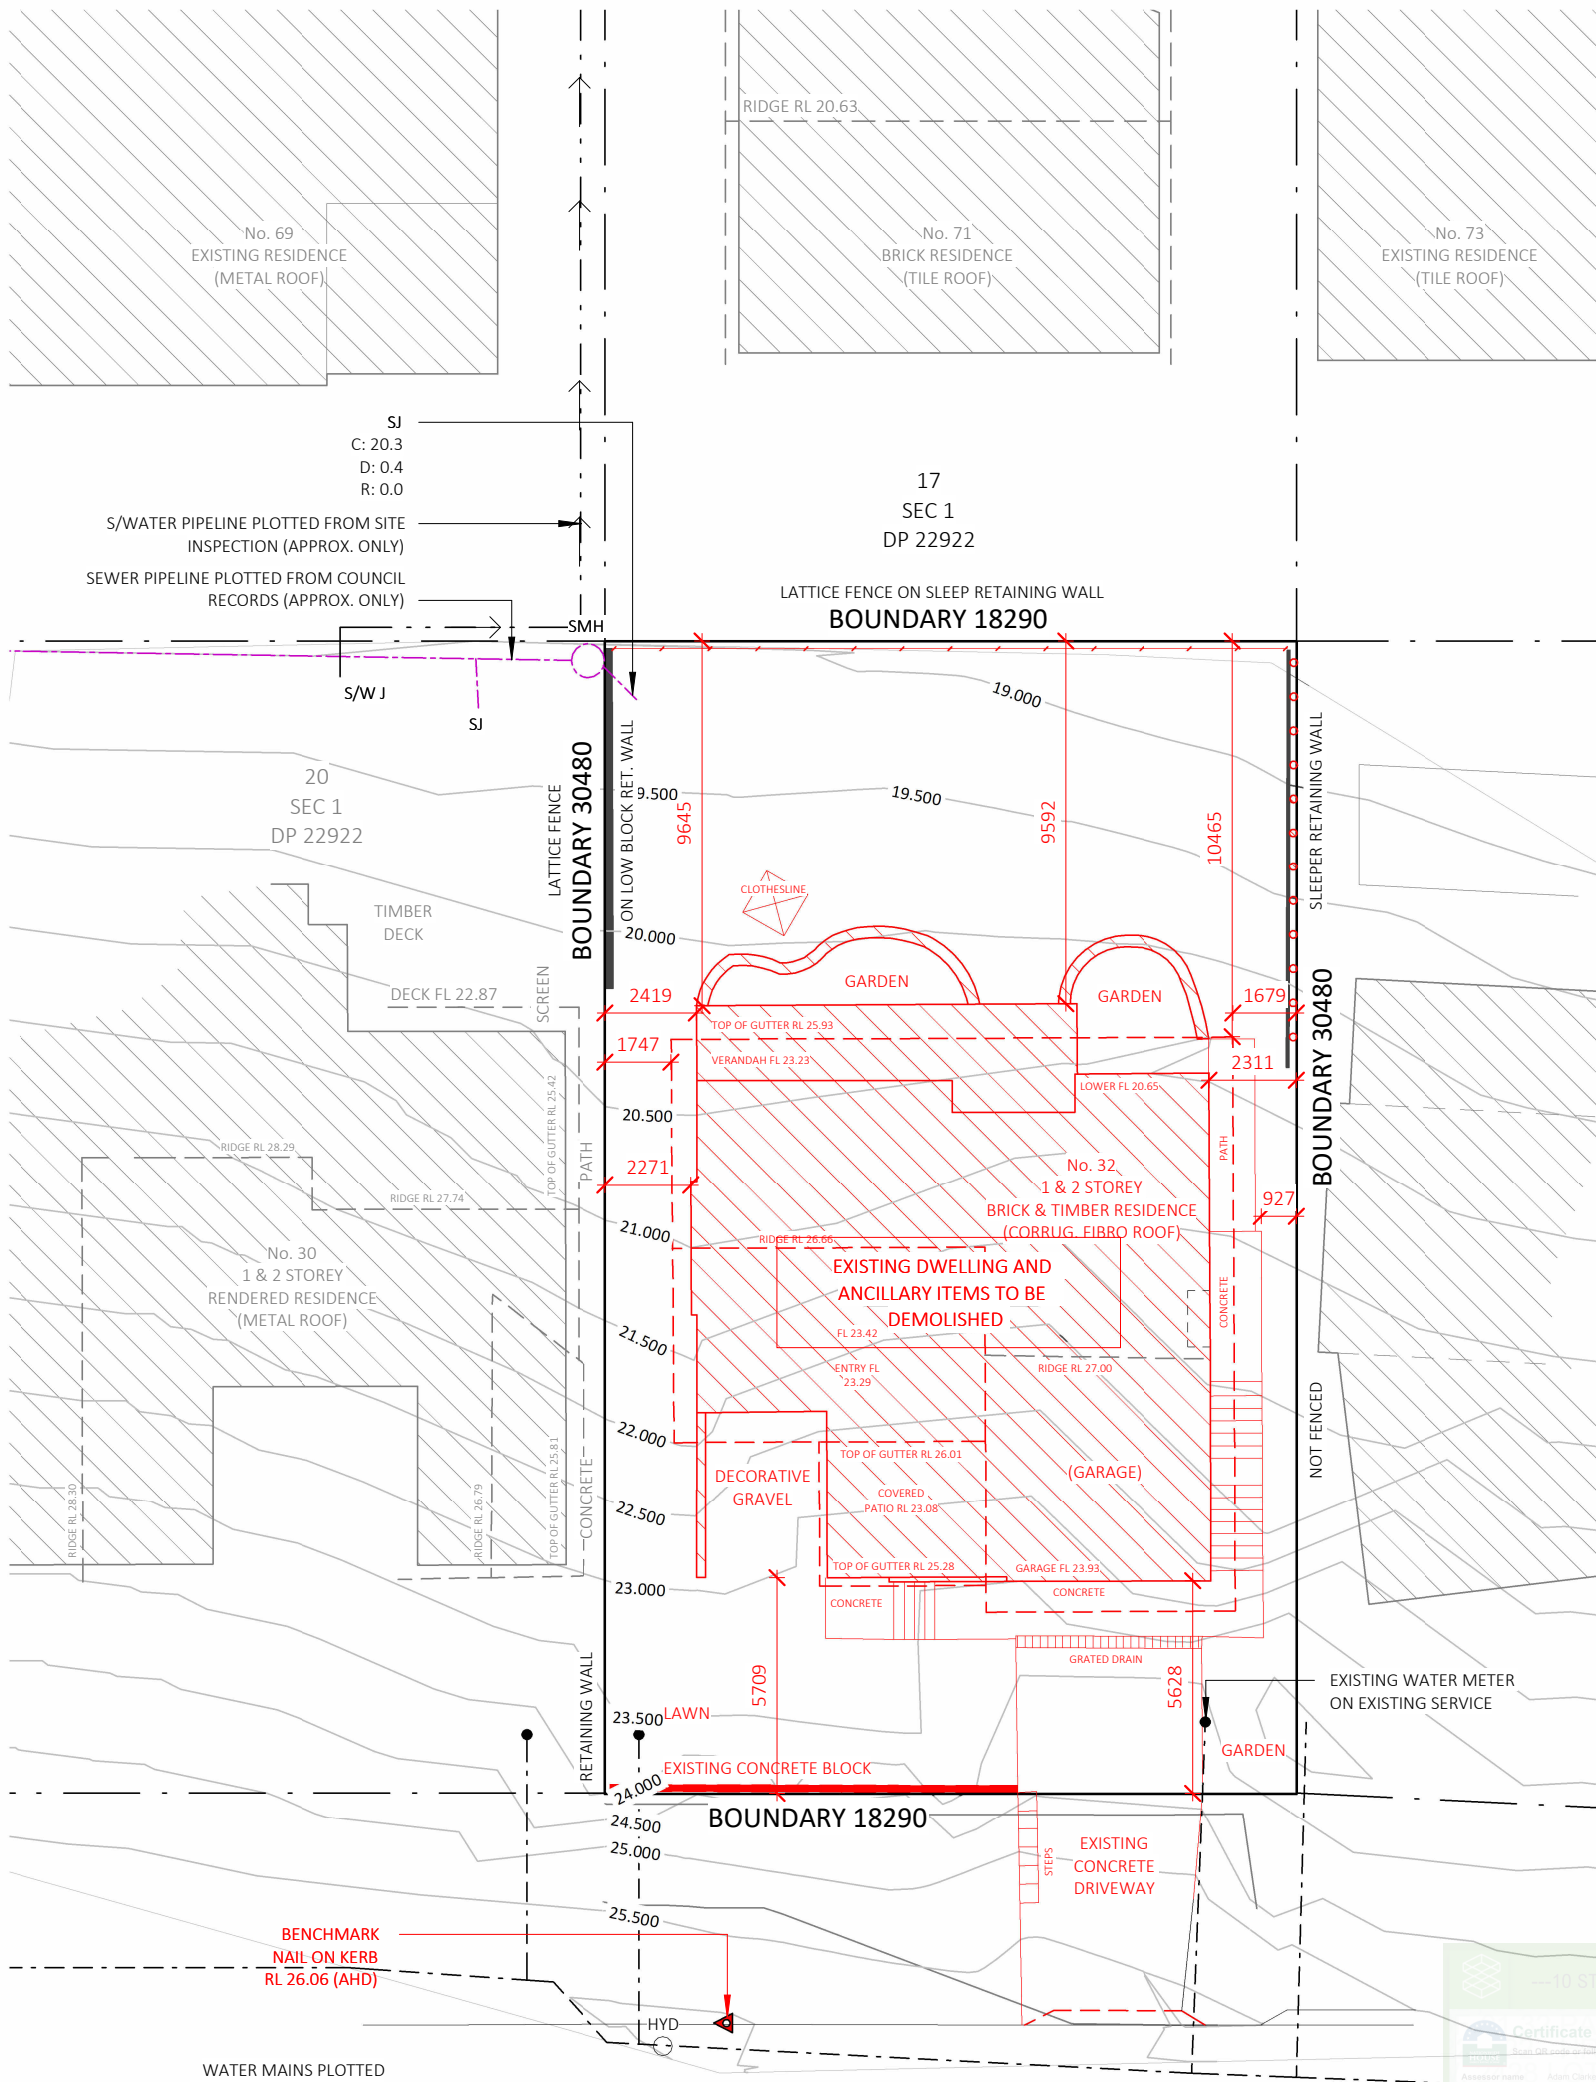 RIDGE RL 20.63
No. 69
EXISTING RESIDENCE
(METAL ROOF)
No. 71
BRICK RESIDENCE
(TILE ROOF)
No. 73
EXISTING RESIDENCE
(TILE ROOF)
SJ
C: 20.3
D: 0.4
R: 0.0
S/WATER PIPELINE PLOTTED FROM SITE
INSPECTION (APPROX. ONLY)
SEWER PIPELINE PLOTTED FROM COUNCIL
RECORDS (APPROX. ONLY)
17
SEC 1
DP 22922
LATTICE FENCE ON SLEEP RETAINING WALL
BOUNDARY 18290
SMH
S/W J
SJ
20
SEC 1
DP 22922
LATTICE FENCE
BOUNDARY 30480
ON LOW BLOCK RET. WALL
19.000
9.500
19.500
9645
9592
10465
SLEEPER RETAINING WALL
CLOTHESLINE
TIMBER
DECK
20.000
GARDEN
GARDEN
DECK FL 22.87
SCREEN
2419
1679
BOUNDARY 30480
TOP OF GUTTER RL 25.93
1747
VERANDAH FL 23.23
2311
LOWER FL 20.65
TOP OF GUTTER RL 25.42
20.500
PATH
PATH
RIDGE RL 28.29
2271
RIDGE RL 27.74
No. 32
1 & 2 STOREY
BRICK & TIMBER RESIDENCE
(CORRUG. FIBRO ROOF)
927
21.000
RIDGE RL 26.66
No. 30
1 & 2 STOREY
RENDERED RESIDENCE
(METAL ROOF)
EXISTING DWELLING AND
ANCILLARY ITEMS TO BE
DEMOLISHED
CONCRETE
21.500
FL 23.42
ENTRY FL
23.29
RIDGE RL 27.00
NOT FENCED
22.000
TOP OF GUTTER RL 26.01
DECORATIVE
GRAVEL
(GARAGE)
COVERED
PATIO RL 23.08
RIDGE RL 28.30
RIDGE RL 26.79
TOP OF GUTTER RL 25.81
CONCRETE
22.500
TOP OF GUTTER RL 25.28
GARAGE FL 23.93
23.000
CONCRETE
CONCRETE
GRATED DRAIN
RETAINING WALL
5709
5628
EXISTING WATER METER
ON EXISTING SERVICE
23.500
LAWN
GARDEN
EXISTING CONCRETE BLOCK
24.000
BOUNDARY 18290
24.500
25.000
STEPS
EXISTING
CONCRETE
DRIVEWAY
25.500
BENCHMARK
NAIL ON KERB
RL 26.06 (AHD)
HYD
WATER MAINS PLOTTED
Certificate